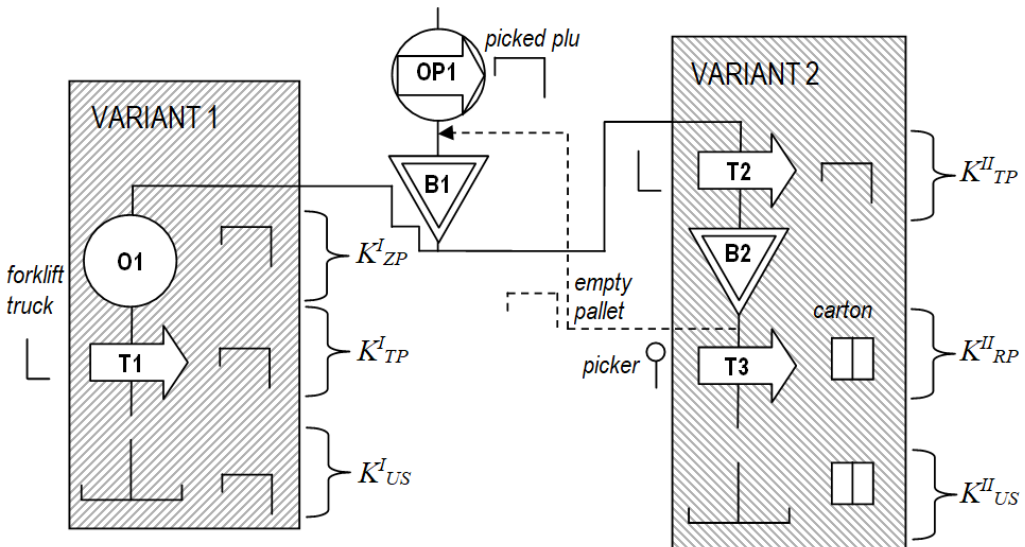 picked plu
OP1
VARIANT 1
VARIANT 2
B1
T2
K^II_TP
O1
K^I_ZP
B2
forklift
truck
empty
pallet
carton
T1
K^I_TP
picker
T3
K^II_RP
K^I_US
K^II_US